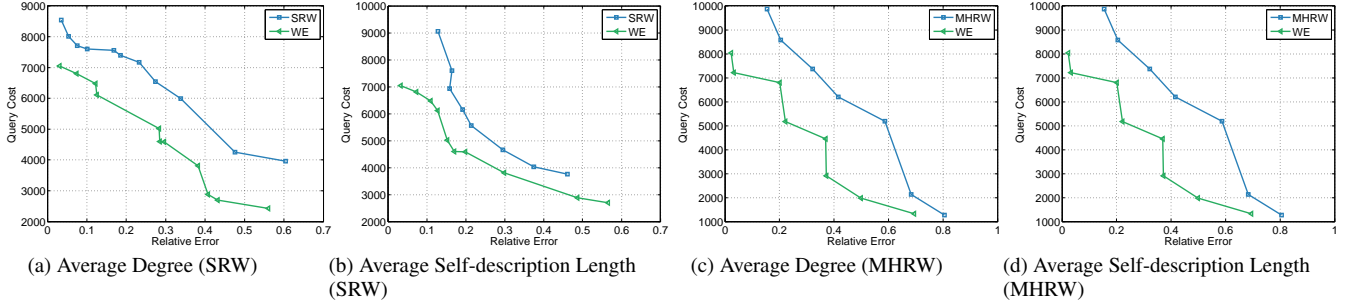 9000
8000
7000
6000
5000
4000
3000
2000
Query Cost
0 0.1 0.2 0.3 0.4 0.5 0.6 0.7
Relative Error
SRW
WE
(a) Average Degree (SRW)
10000
9000
8000
7000
6000
5000
4000
3000
2000
Query Cost
0 0.1 0.2 0.3 0.4 0.5 0.6 0.7
Relative Error
SRW
WE
(b) Average Self-description Length
(SRW)
10000
9000
8000
7000
6000
5000
4000
3000
2000
1000
Query Cost
0 0.2 0.4 0.6 0.8 1
Relative Error
MHRW
WE
(c) Average Degree (MHRW)
10000
9000
8000
7000
6000
5000
4000
3000
2000
1000
Query Cost
0 0.2 0.4 0.6 0.8 1
Relative Error
MHRW
WE
(d) Average Self-description Length
(MHRW)